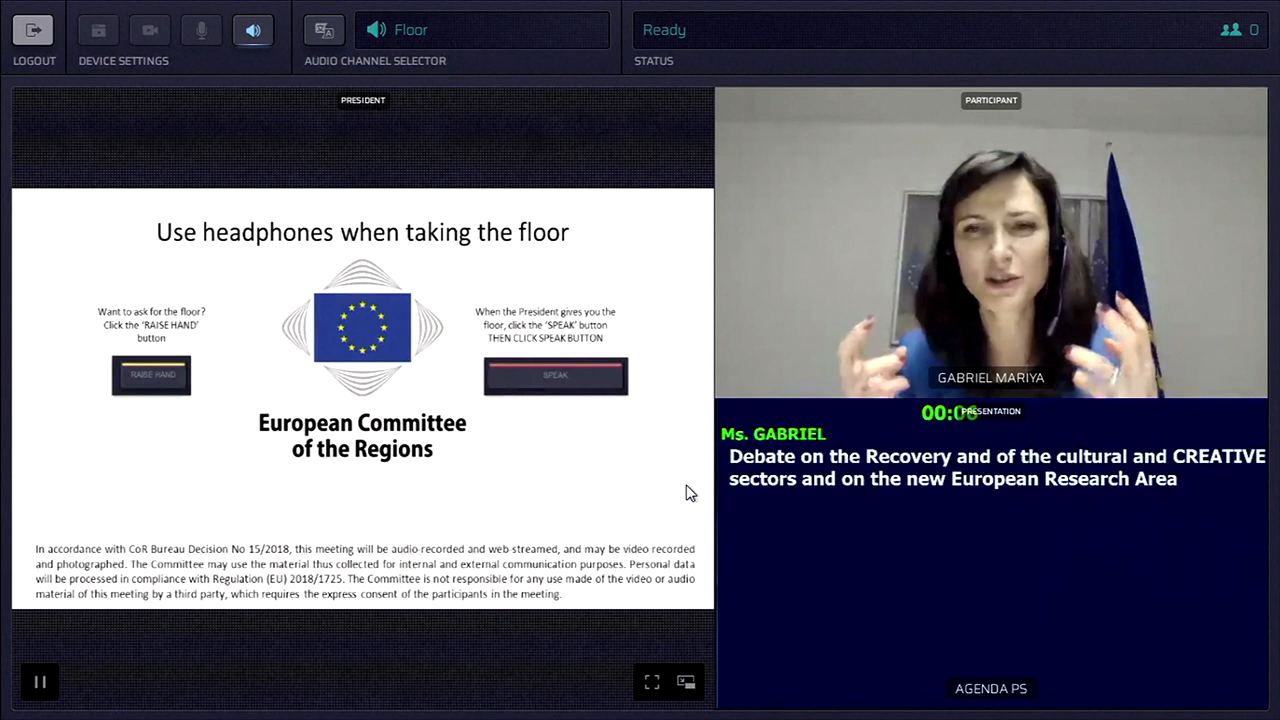 Floor
Ready
0
LOGOUT
DEVICE SETTINGS
AUDIO CHANNEL SELECTOR
STATUS
PRESIDENT
Use headphones when taking the floor
Want to ask for the floor?
Click the ‘RAISE HAND’
button
RAISE HAND
European Committee
of the Regions
When the President gives you the
floor, click the ‘SPEAK’ button
THEN CLICK SPEAK BUTTON
SPEAK
In accordance with CoR Bureau Decision No 15/2018, this meeting will be audio recorded and web-streamed, and may be video recorded
and photographed. The Committee may use the material thus collected for internal and external communication purposes. Personal data
will be processed in compliance with Regulation (EU) 2018/1725. The Committee is not responsible for any use made of the video or audio
material of this meeting by a third party, which requires the express consent of the participants in the meeting.
PARTICIPANT
GABRIEL MARIYA
00:06
PRESENTATION
Ms. GABRIEL
Debate on the Recovery and of the cultural and CREATIVE
sectors and on the new European Research Area
AGENDA PS